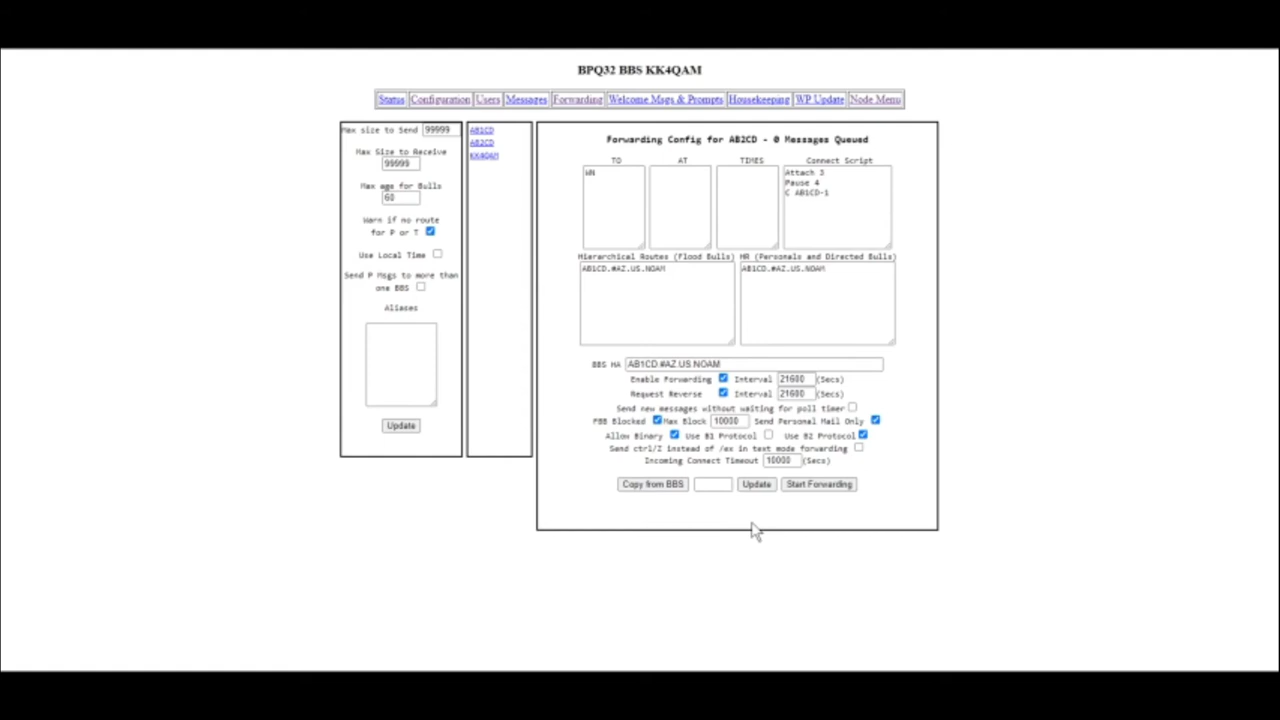 BPQ32 BBS KK4QAM
Status Configuration Users Messages Forwarding Welcome Msgs & Prompts Housekeeping WP Update Node Menu
Max size to Send 99999
Max Size to Receive
99999
Max age for Bulls
60
Warn if no route
for P or T
Use Local Time
Send P Msgs to more than
one BBS
Aliases
Update
AB1CD
AB2CD
KK4QAM
Forwarding Config for AB2CD - 0 Messages Queued
TO AT TIMES Connect Script
WW
Attach 3
Pause 4
C AB1CD-1
Hierarchical Routes (Flood Bulls) HR (Personals and Directed Bulls)
AB1CD.#AZ.US.NOAM AB1CD.#AZ.US.NOAM
BBS HA AB1CD.#AZ.US.NOAM
Enable Forwarding Interval 21600 (Secs)
Request Reverse Interval 21600 (Secs)
Send new messages without waiting for poll timer
FBB Blocked Max Block 10000 Send Personal Mail Only
Allow Binary Use B1 Protocol Use B2 Protocol
Send ctrl/Z instead of /ex in text mode forwarding
Incoming Connect Timeout 10000 (Secs)
Copy from BBS Update Start Forwarding